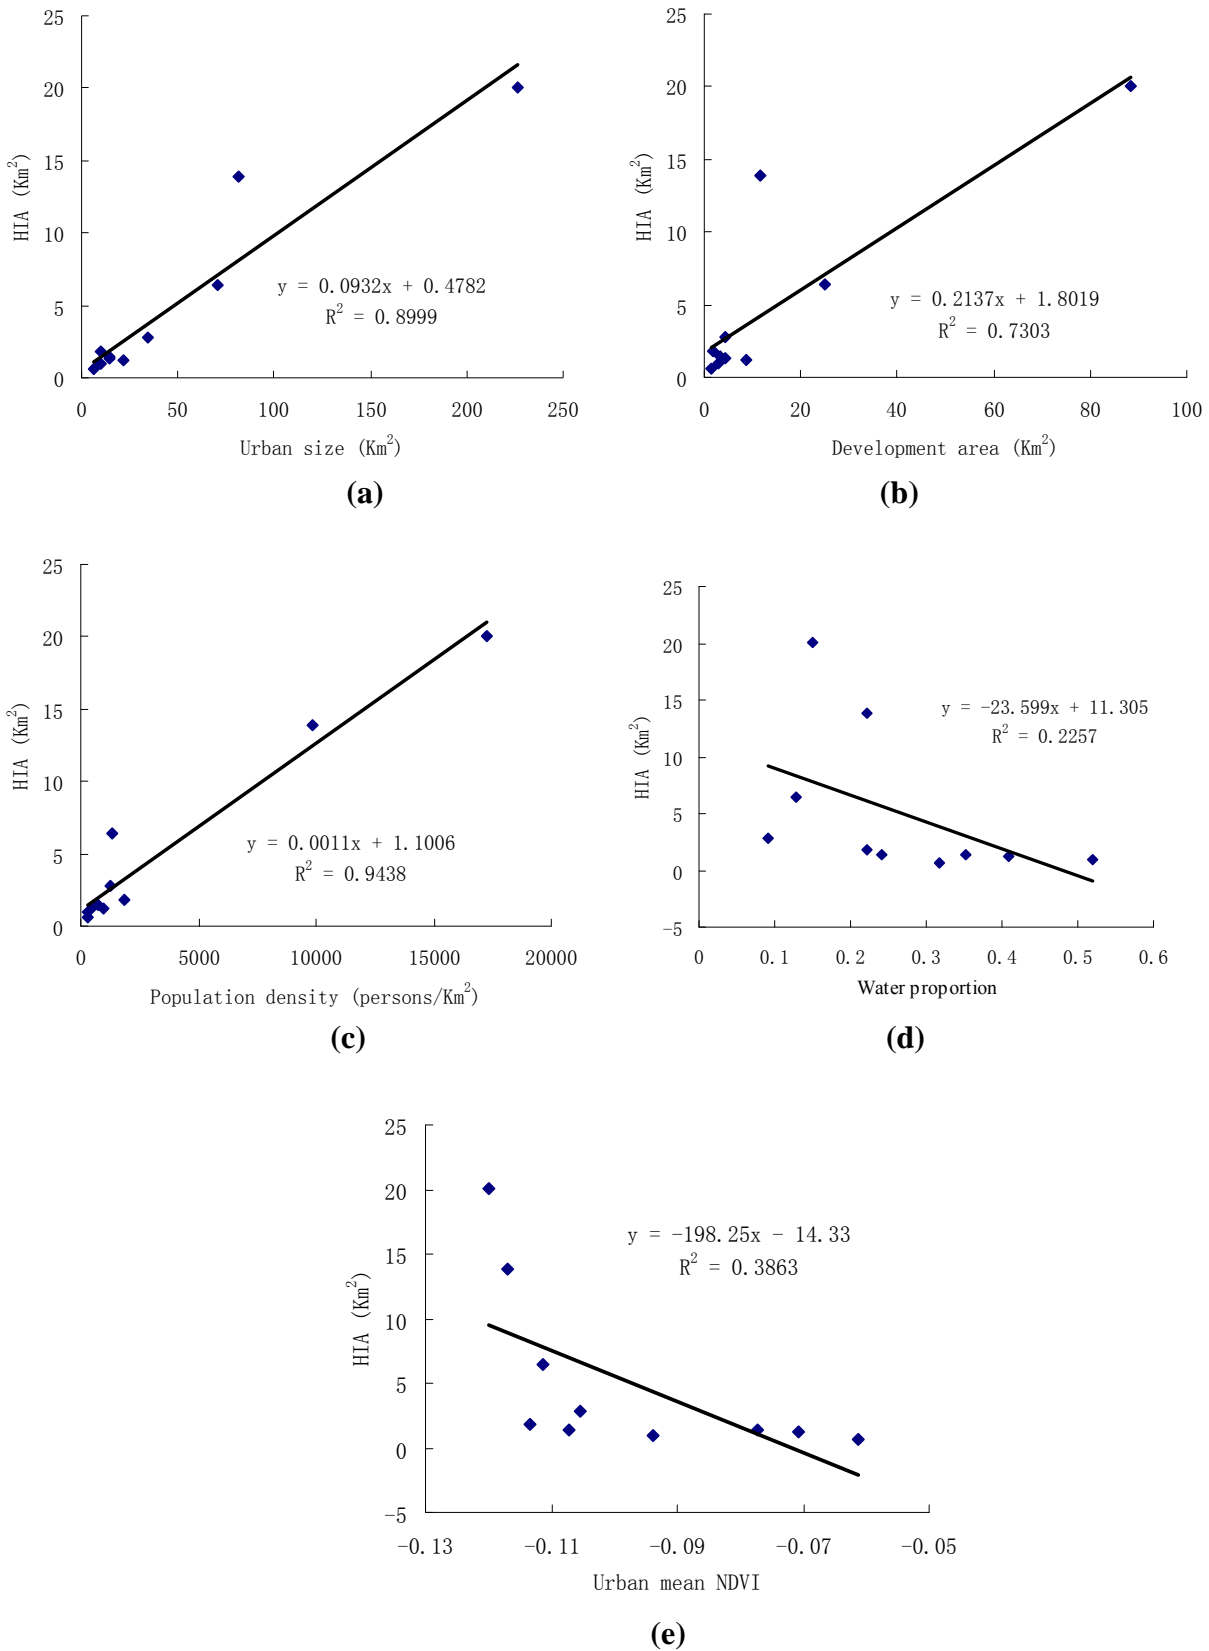 25
20
15
10
5
0
HIA (Km²)
y = 0.0932x + 0.4782
R² = 0.8999
0 50 100 150 200 250
Urban size (Km²)
(a)
25
20
15
10
5
0
HIA (Km²)
y = 0.2137x + 1.8019
R² = 0.7303
0 20 40 60 80 100
Development area (Km²)
(b)
25
20
15
10
5
0
HIA (Km²)
y = 0.0011x + 1.1006
R² = 0.9438
0 5000 10000 15000 20000
Population density (persons/Km²)
(c)
25
20
15
10
5
0
-5
HIA (Km²)
y = -23.599x + 11.305
R² = 0.2257
0 0.1 0.2 0.3 0.4 0.5 0.6
Water proportion
(d)
25
20
15
10
5
0
-5
HIA (Km²)
y = -198.25x - 14.33
R² = 0.3863
-0.13 -0.11 -0.09 -0.07 -0.05
Urban mean NDVI
(e)